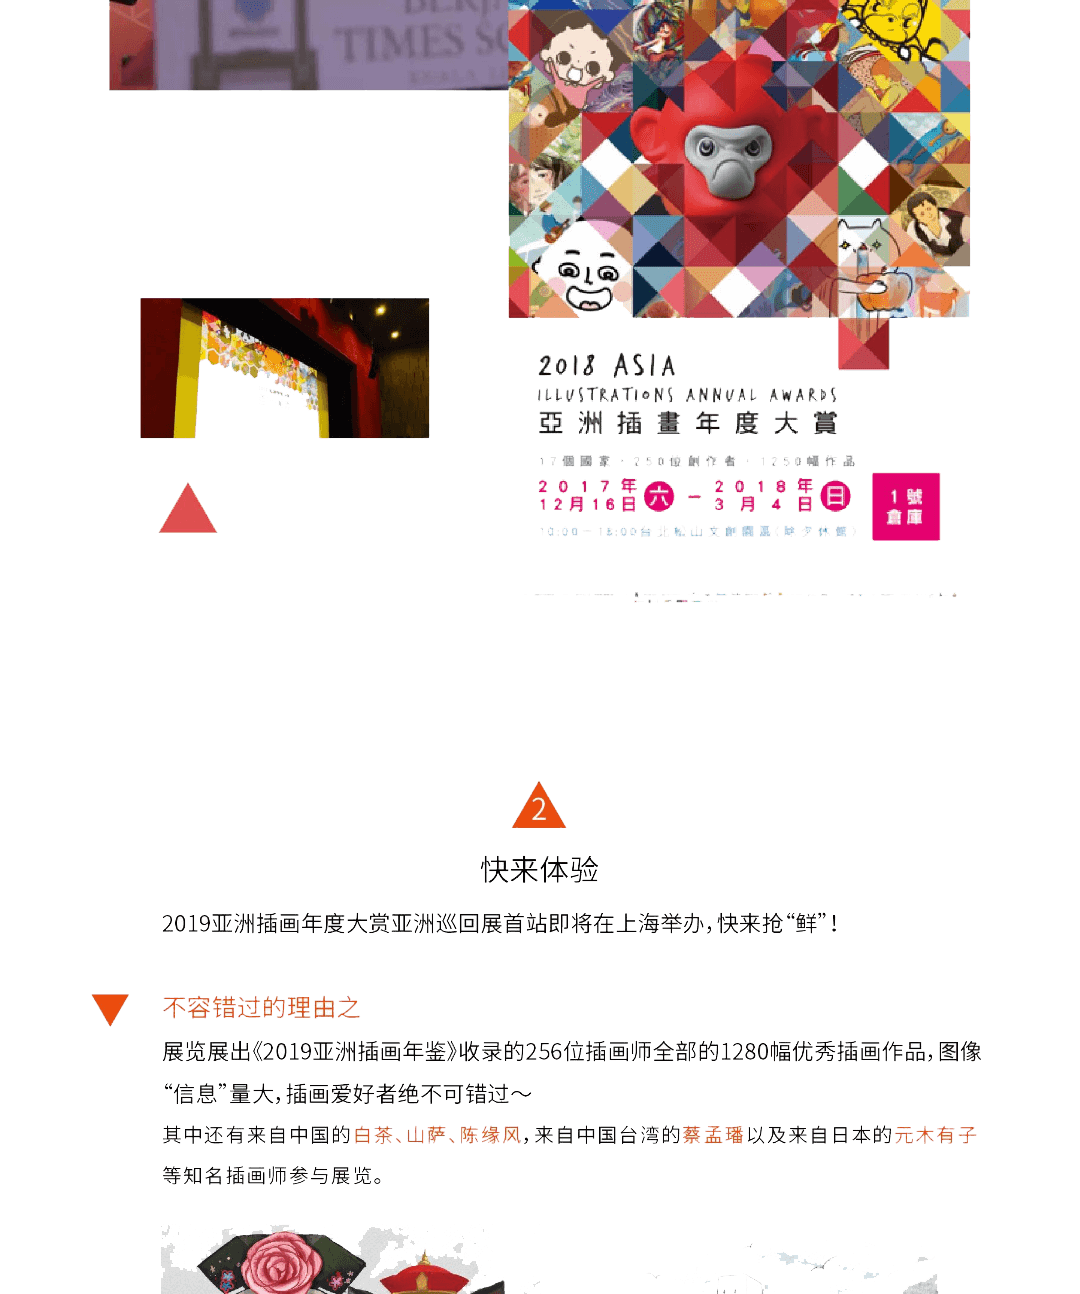 TIMES
2018 ASIA
ILLUSTRATIONS ANNUAL AWARDS
亞洲插畫年度大賞
17個國家·250位創作者·1250幅作品
2017年12月16日 六 — 2018年3月4日 日
1號倉庫
10:00-18:00台北松山文創園區(除夕休館)
2
快来体验
2019亚洲插画年度大赏亚洲巡回展首站即将在上海举办，快来抢“鲜”！
不容错过的理由之
展览展出《2019亚洲插画年鉴》收录的256位插画师全部的1280幅优秀插画作品，图像
“信息”量大，插画爱好者绝不可错过～
其中还有来自中国的白茶、山萨、陈缘风，来自中国台湾的蔡孟璠以及来自日本的元木有子
等知名插画师参与展览。